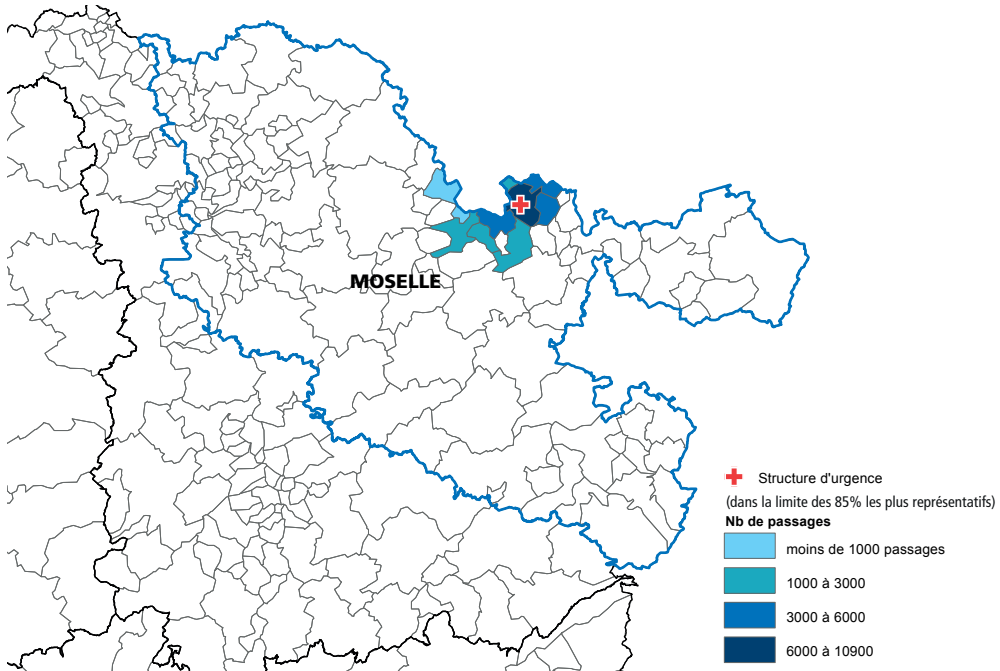 MOSELLE
Structure d'urgence
(dans la limite des 85% les plus représentatifs)
Nb de passages
moins de 1000 passages
1000 à 3000
3000 à 6000
6000 à 10900